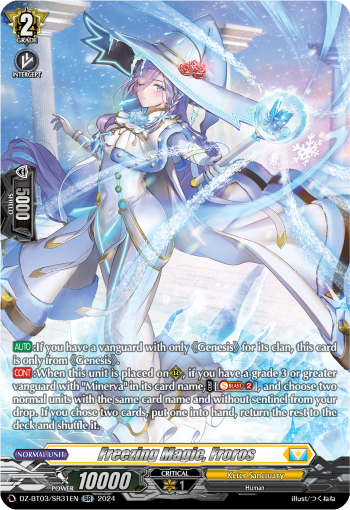 2
GRADE
INTERCEPT
5000
SHIELD
AUTO:If you have a vanguard with only 《Genesis》 for its clan, this card
is only from 《Genesis》.
CONT:When this unit is placed on R, if you have a grade 3 or greater
vanguard with "Minerva" in its card name, [SOUL BLAST 2], and choose two
normal units with the same card name and without sentinel from your
drop. If you chose two cards, put one into hand, return the rest to
the deck and shuffle it.
NORMAL UNIT
Freezing Magic, Froros
POWER 10000 CRITICAL 1
Keter Sanctuary
Human
DZ-BT03/SR31EN SR 2024
illust/つくねね